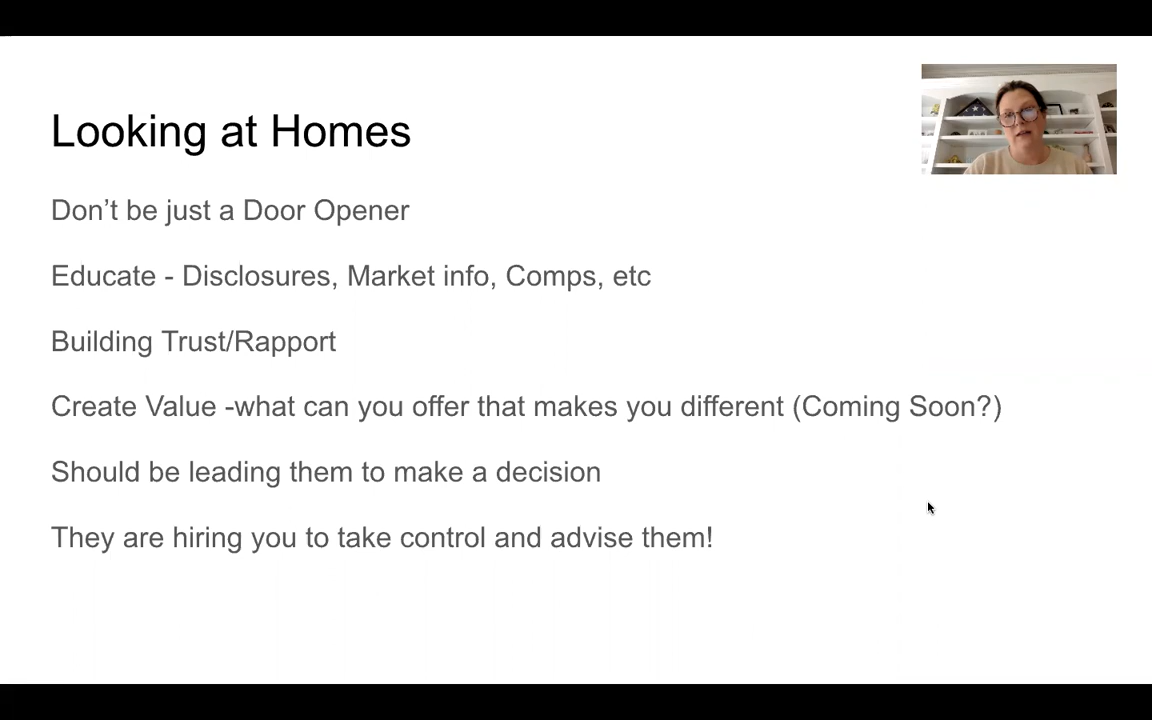 Looking at Homes
Don’t be just a Door Opener
Educate - Disclosures, Market info, Comps, etc
Building Trust/Rapport
Create Value -what can you offer that makes you different (Coming Soon?)
Should be leading them to make a decision
They are hiring you to take control and advise them!